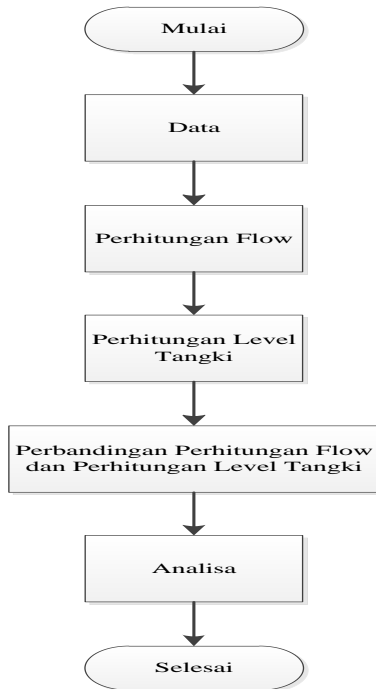 Mulai
Data
Perhitungan Flow
Perhitungan Level
Tangki
Perbandingan Perhitungan Flow
dan Perhitungan Level Tangki
Analisa
Selesai